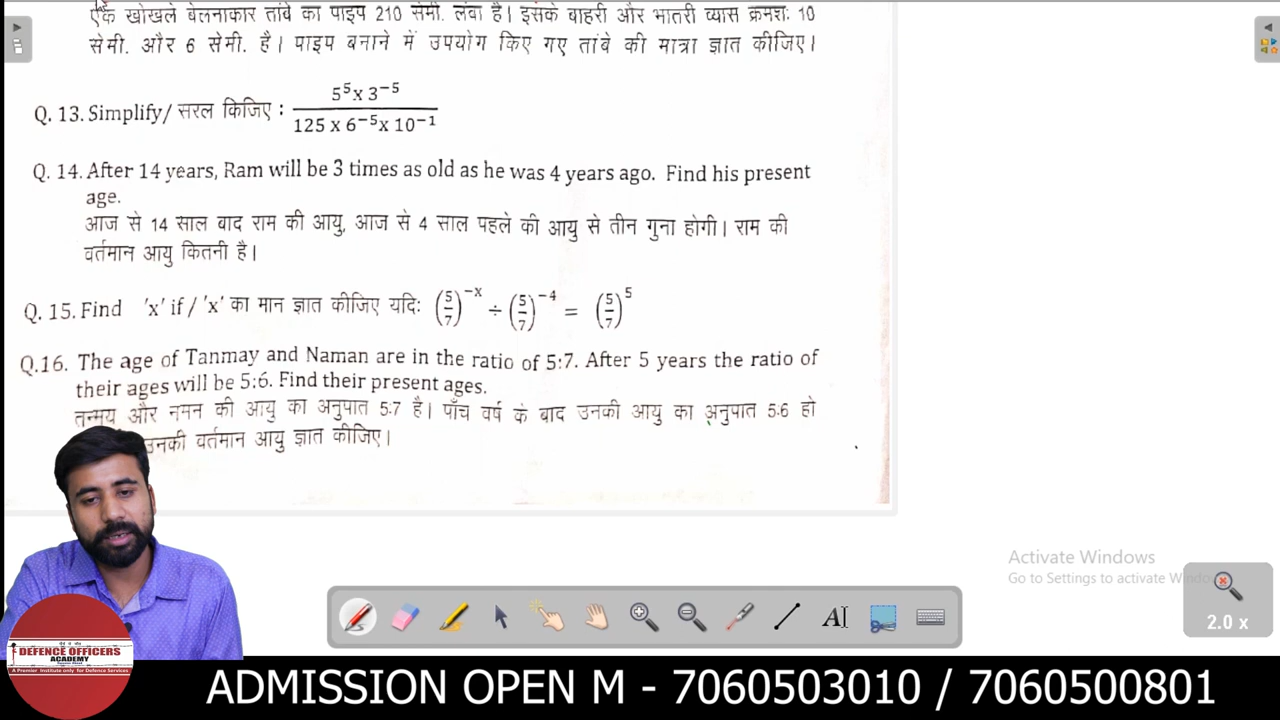 एक खोखले बेलनाकार तांबे का पाइप 210 सेमी. लंबा है। इसके बाहरी और भीतरी व्यास क्रमशः 10
सेमी. और 6 सेमी. है। पाइप बनाने में उपयोग किए गए तांबे की मात्रा ज्ञात कीजिए।
Q. 13. Simplify/ सरल किजिए : (5⁵x 3⁻⁵)/(125 x 6⁻⁵x 10⁻¹)
Q. 14. After 14 years, Ram will be 3 times as old as he was 4 years ago. Find his present
age.
आज से 14 साल बाद राम की आयु, आज से 4 साल पहले की आयु से तीन गुना होगी। राम की
वर्तमान आयु कितनी है।
Q. 15. Find 'x' if / 'x' का मान ज्ञात कीजिए यदिः (5/7)⁻ˣ ÷ (5/7)⁻⁴ = (5/7)⁵
Q.16. The age of Tanmay and Naman are in the ratio of 5:7. After 5 years the ratio of
their ages will be 5:6. Find their present ages.
तन्मय और नमन की आयु का अनुपात 5:7 है। पाँच वर्ष के बाद उनकी आयु का अनुपात 5:6 हो
उनकी वर्तमान आयु ज्ञात कीजिए।
Activate Windows
Go to Settings to activate Windows
2.0 x
DEFENCE OFFICERS
ACADEMY
A Premier Institute only for Defence Services
ADMISSION OPEN M - 7060503010 / 7060500801